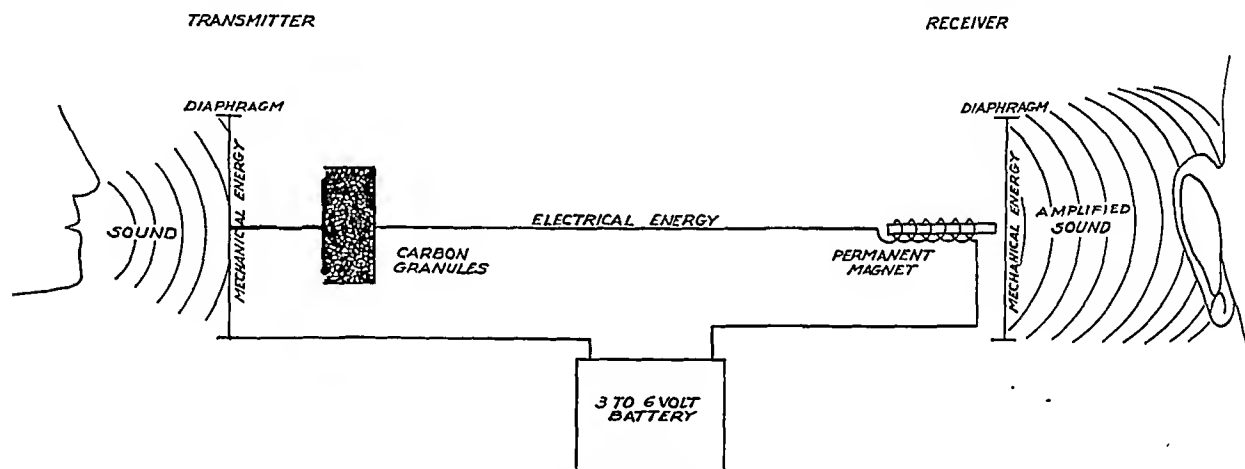 TRANSMITTER
RECEIVER
DIAPHRAGM
DIAPHRAGM
MECHANICAL ENERGY
SOUND
CARBON
GRANULES
ELECTRICAL ENERGY
PERMANENT
MAGNET
MECHANICAL ENERGY
AMPLIFIED
SOUND
3 TO 6 VOLT
BATTERY